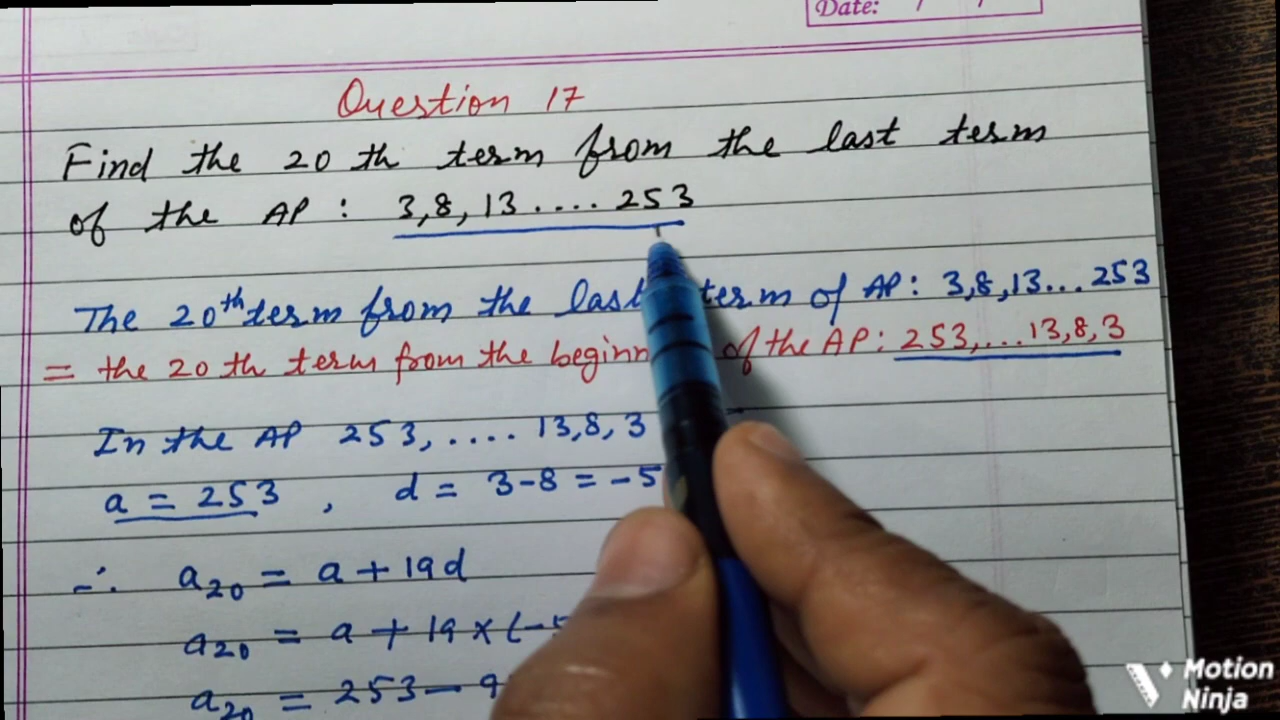 Date: / /
Question 17
Find the 20 th term from the last term
of the AP : 3,8,13.... 253
The 20th term from the last term of AP: 3,8,13...253
= the 20 th term from the beginn of the AP: 253,...13,8,3
In the AP 253,.... 13,8,3
a = 253 , d = 3-8 = -5
∴ a20 = a + 19d
a20 = a + 19 × (-5
a20 = 253 - 9
Motion
Ninja